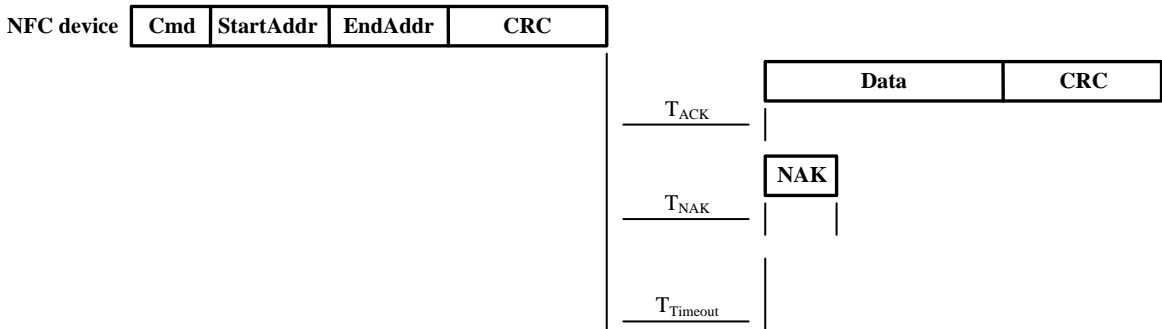 NFC device Cmd StartAddr EndAddr CRC
Data CRC
TACK
NAK
TNAK
TTimeout